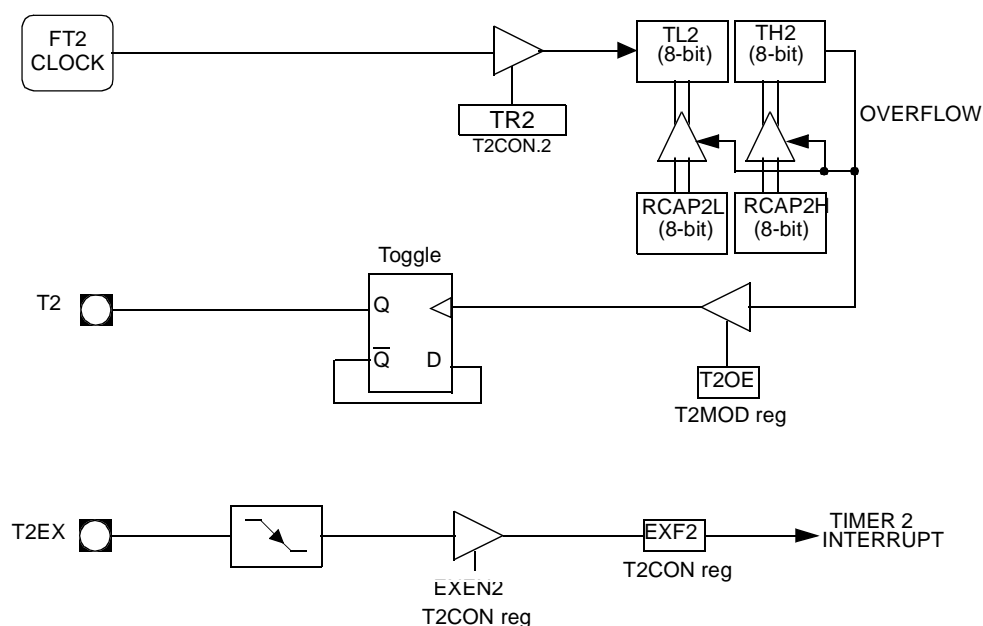 FT2
CLOCK
TL2
(8-bit)
TH2
(8-bit)
TR2
T2CON.2
OVERFLOW
RCAP2L
(8-bit)
RCAP2H
(8-bit)
Toggle
T2
Q
Q
D
T2OE
T2MOD reg
T2EX
EXEN2
T2CON reg
EXF2
T2CON reg
TIMER 2
INTERRUPT